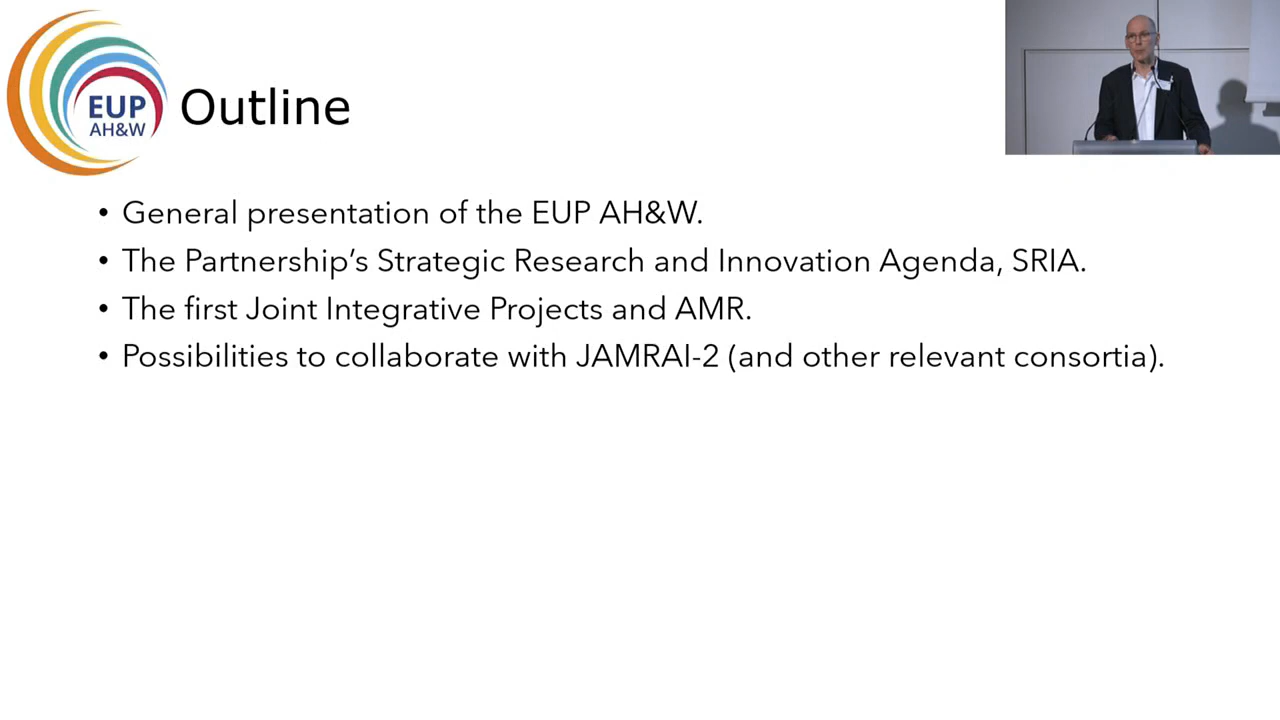 EUP
AH&W
Outline
• General presentation of the EUP AH&W.
• The Partnership’s Strategic Research and Innovation Agenda, SRIA.
• The first Joint Integrative Projects and AMR.
• Possibilities to collaborate with JAMRAI-2 (and other relevant consortia).